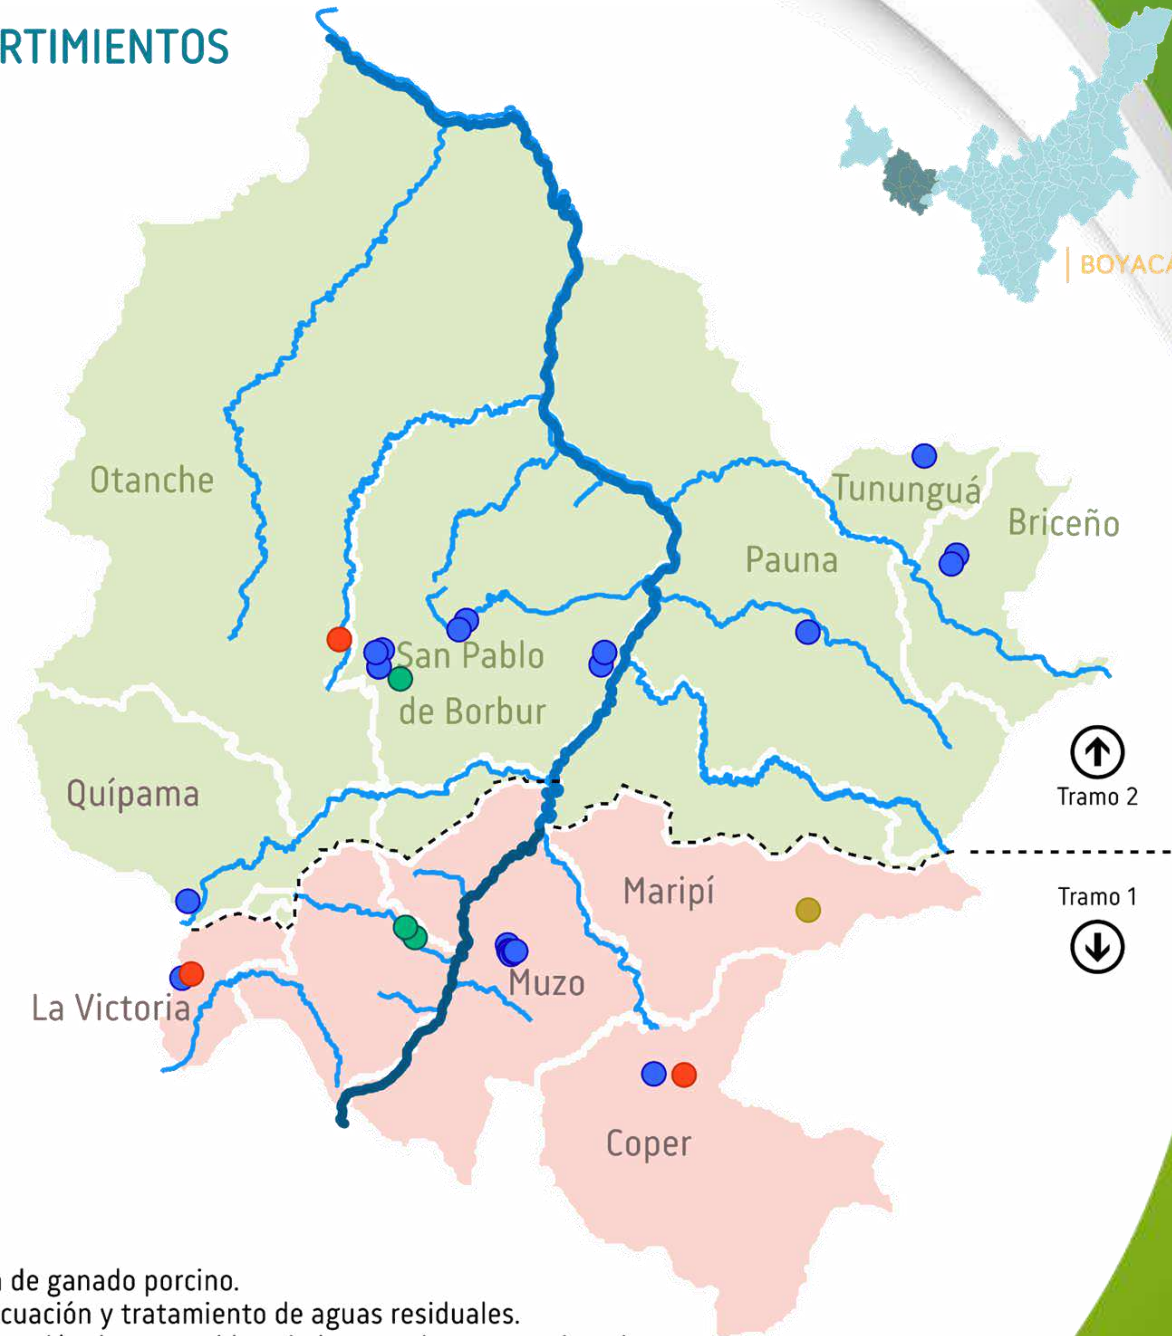 RTIMIENTOS
BOYACÁ
Otanche
Tununguá
Briceño
Pauna
San Pablo
de Borbur
Quípama
Tramo 2
Maripí
Tramo 1
Muzo
La Victoria
Coper
de ganado porcino.
cuación y tratamiento de aguas residuales.